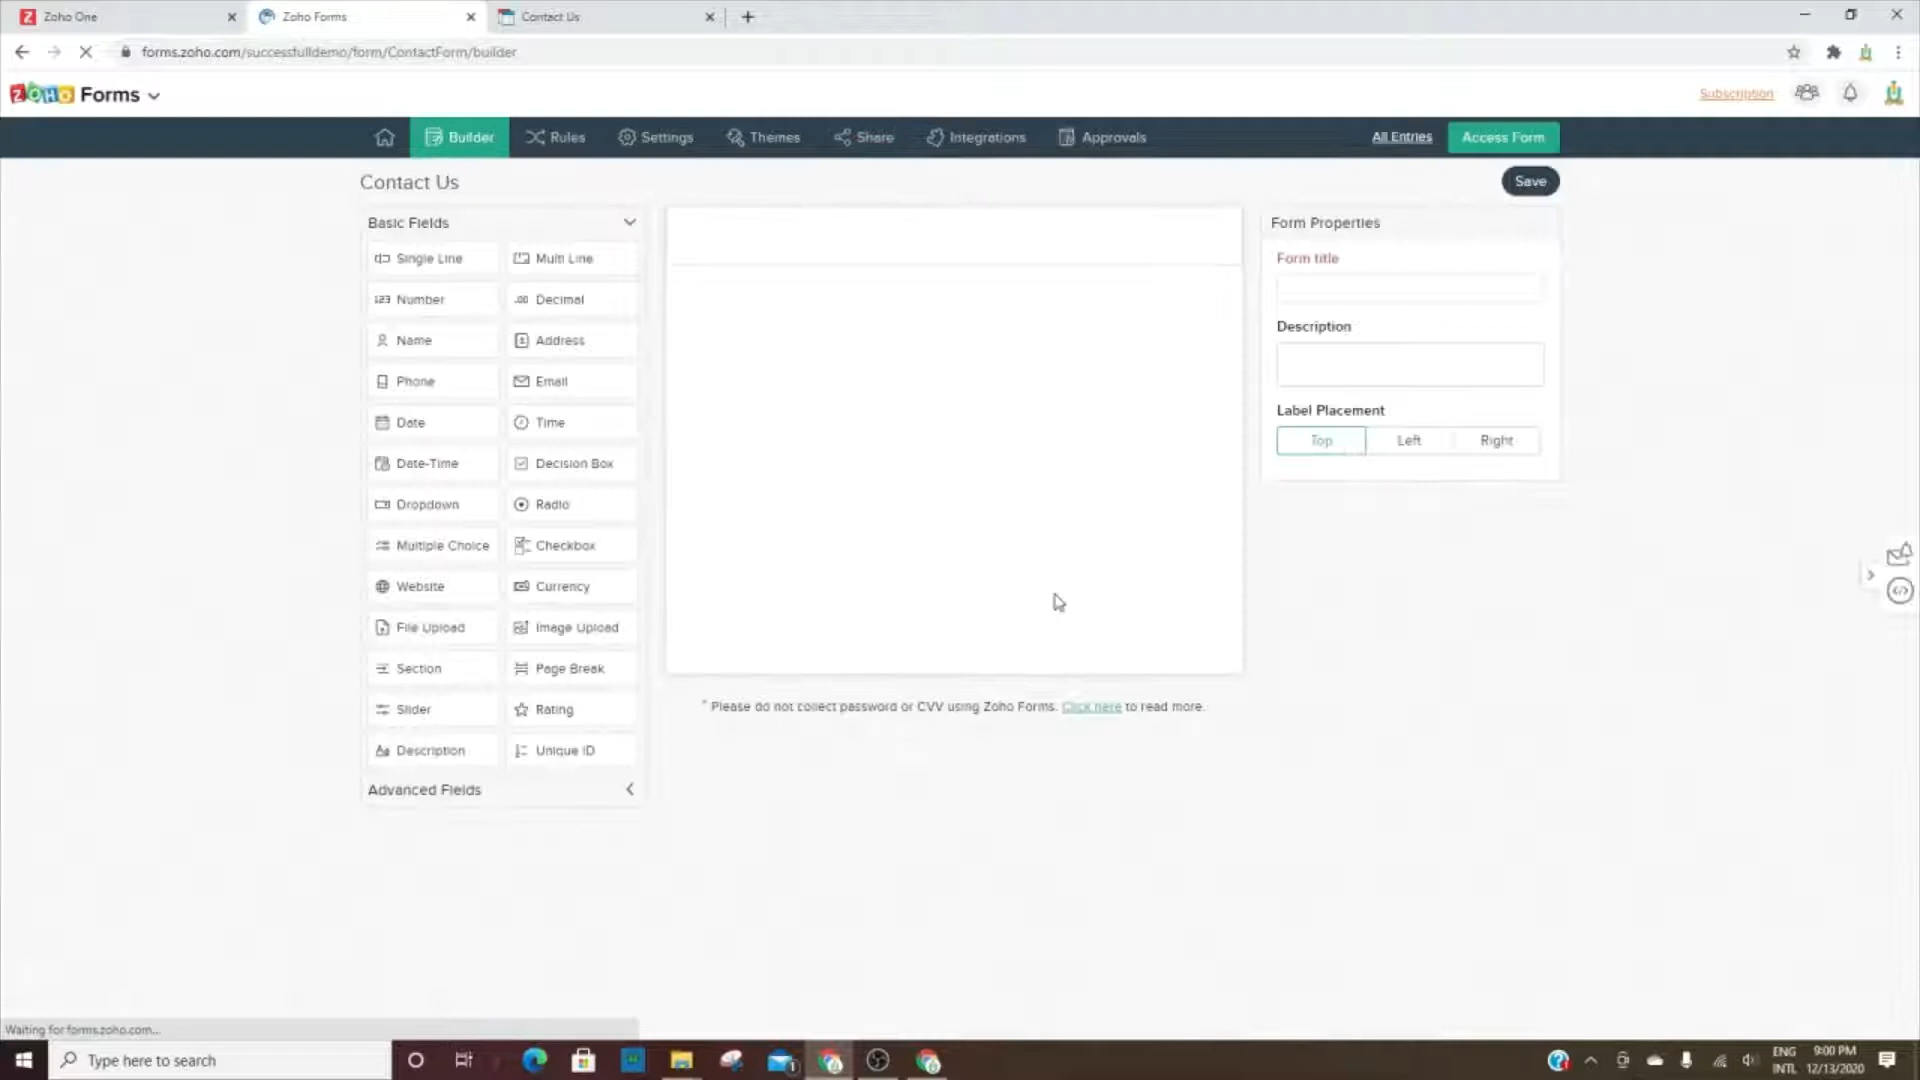 Zoho One
Zoho Forms
Contact Us
forms.zoho.com/successfulldemo/form/ContactForm/builder
ZOHO Forms
Subscription
Builder
Rules
Settings
Themes
Share
Integrations
Approvals
All Entries
Access Form
Contact Us
Save
Basic Fields
Single Line
Multi Line
123 Number
.00 Decimal
Name
Address
Phone
Email
Date
Time
Date-Time
Decision Box
Dropdown
Radio
Multiple Choice
Checkbox
Website
Currency
File Upload
Image Upload
Section
Page Break
Slider
Rating
Description
Unique ID
Advanced Fields
* Please do not collect password or CVV using Zoho Forms. Click here to read more.
Form Properties
Form title
Description
Label Placement
Top
Left
Right
Waiting for forms.zoho.com...
Type here to search
ENG
INTL
9:00 PM
12/13/2020